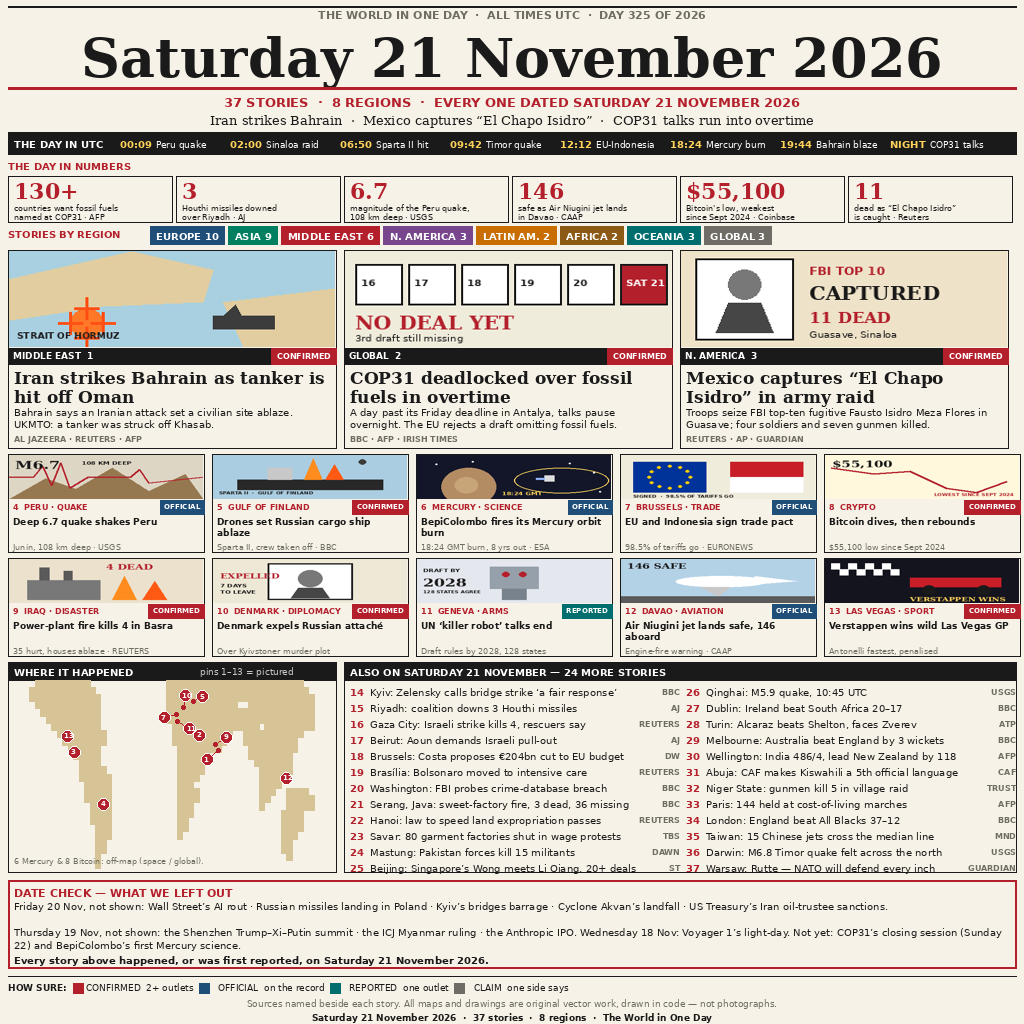 THE WORLD IN ONE DAY · ALL TIMES UTC · DAY 325 OF 2026
Saturday 21 November 2026
37 STORIES · 8 REGIONS · EVERY ONE DATED SATURDAY 21 NOVEMBER 2026
Iran strikes Bahrain · Mexico captures “El Chapo Isidro” · COP31 talks run into overtime
THE DAY IN UTC 00:09 Peru quake 02:00 Sinaloa raid 06:50 Sparta II hit 09:42 Timor quake 12:12 EU-Indonesia 18:24 Mercury burn 19:44 Bahrain blaze NIGHT COP31 talks
THE DAY IN NUMBERS
130+
countries want fossil fuels
named at COP31 · AFP
3
Houthi missiles downed
over Riyadh · AJ
6.7
magnitude of the Peru quake,
108 km deep · USGS
146
safe as Air Niugini jet lands
in Davao · CAAP
$55,100
Bitcoin’s low, weakest
since Sept 2024 · Coinbase
11
dead as “El Chapo Isidro”
is caught · Reuters
STORIES BY REGION EUROPE 10 ASIA 9 MIDDLE EAST 6 N. AMERICA 3 LATIN AM. 2 AFRICA 2 OCEANIA 3 GLOBAL 3
STRAIT OF HORMUZ
MIDDLE EAST 1 CONFIRMED
Iran strikes Bahrain as tanker is
hit off Oman
Bahrain says an Iranian attack set a civilian site ablaze.
UKMTO: a tanker was struck off Khasab.
AL JAZEERA · REUTERS · AFP
16 17 18 19 20 SAT 21
NO DEAL YET
3rd draft still missing
GLOBAL 2 CONFIRMED
COP31 deadlocked over fossil
fuels in overtime
A day past its Friday deadline in Antalya, talks pause
overnight. The EU rejects a draft omitting fossil fuels.
BBC · AFP · IRISH TIMES
FBI TOP 10
CAPTURED
11 DEAD
Guasave, Sinaloa
N. AMERICA 3 CONFIRMED
Mexico captures “El Chapo
Isidro” in army raid
Troops seize FBI top-ten fugitive Fausto Isidro Meza Flores in
Guasave; four soldiers and seven gunmen killed.
REUTERS · AP · GUARDIAN
M6.7 108 KM DEEP
4 PERU · QUAKE OFFICIAL
Deep 6.7 quake shakes Peru
Junín, 108 km deep · USGS
SPARTA II · GULF OF FINLAND
5 GULF OF FINLAND CONFIRMED
Drones set Russian cargo ship
ablaze
Sparta II, crew taken off · BBC
18:24 GMT
6 MERCURY · SCIENCE OFFICIAL
BepiColombo fires its Mercury orbit
burn
18:24 GMT burn, 8 yrs out · ESA
SIGNED · 98.5% OF TARIFFS GO
7 BRUSSELS · TRADE OFFICIAL
EU and Indonesia sign trade pact
98.5% of tariffs go · EURONEWS
$55,100
LOWEST SINCE SEPT 2024
8 CRYPTO CONFIRMED
Bitcoin dives, then rebounds
$55,100 low since Sept 2024
4 DEAD
9 IRAQ · DISASTER CONFIRMED
Power-plant fire kills 4 in Basra
35 hurt, houses ablaze · REUTERS
EXPELLED
7 DAYS
TO LEAVE
10 DENMARK · DIPLOMACY CONFIRMED
Denmark expels Russian attaché
Over Kyivstoner murder plot
DRAFT BY
2028
128 STATES AGREE
11 GENEVA · ARMS REPORTED
UN ‘killer robot’ talks end
Draft rules by 2028, 128 states
146 SAFE
12 DAVAO · AVIATION OFFICIAL
Air Niugini jet lands safe, 146
aboard
Engine-fire warning · CAAP
VERSTAPPEN WINS
13 LAS VEGAS · SPORT CONFIRMED
Verstappen wins wild Las Vegas GP
Antonelli fastest, penalised
WHERE IT HAPPENED pins 1–13 = pictured
10 5
7
11 2
9
1
13
3
12
4
6 Mercury & 8 Bitcoin: off-map (space / global).
ALSO ON SATURDAY 21 NOVEMBER — 24 MORE STORIES
14 Kyiv: Zelensky calls bridge strike ‘a fair response’ BBC
15 Riyadh: coalition downs 3 Houthi missiles AJ
16 Gaza City: Israeli strike kills 4, rescuers say REUTERS
17 Beirut: Aoun demands Israeli pull-out AJ
18 Brussels: Costa proposes €204bn cut to EU budget DW
19 Brasília: Bolsonaro moved to intensive care REUTERS
20 Washington: FBI probes crime-database breach BBC
21 Serang, Java: sweet-factory fire, 3 dead, 36 missing BBC
22 Hanoi: law to speed land expropriation passes REUTERS
23 Savar: 80 garment factories shut in wage protests TBS
24 Mastung: Pakistan forces kill 15 militants DAWN
25 Beijing: Singapore’s Wong meets Li Qiang, 20+ deals ST
26 Qinghai: M5.9 quake, 10:45 UTC USGS
27 Dublin: Ireland beat South Africa 20–17 BBC
28 Turin: Alcaraz beats Shelton, faces Zverev ATP
29 Melbourne: Australia beat England by 3 wickets BBC
30 Wellington: India 486/4, lead New Zealand by 118 AFP
31 Abuja: CAF makes Kiswahili a 5th official language CAF
32 Niger State: gunmen kill 5 in village raid TRUST
33 Paris: 144 held at cost-of-living marches AFP
34 London: England beat All Blacks 37–12 BBC
35 Taiwan: 15 Chinese jets cross the median line MND
36 Darwin: M6.8 Timor quake felt across the north USGS
37 Warsaw: Rutte — NATO will defend every inch GUARDIAN
DATE CHECK — WHAT WE LEFT OUT
Friday 20 Nov, not shown: Wall Street’s AI rout · Russian missiles landing in Poland · Kyiv’s bridges barrage · Cyclone Akvan’s landfall · US Treasury’s Iran oil-trustee sanctions.
Thursday 19 Nov, not shown: the Shenzhen Trump–Xi–Putin summit · the ICJ Myanmar ruling · the Anthropic IPO. Wednesday 18 Nov: Voyager 1’s light-day. Not yet: COP31’s closing session (Sunday
22) and BepiColombo’s first Mercury science.
Every story above happened, or was first reported, on Saturday 21 November 2026.
HOW SURE: CONFIRMED 2+ outlets OFFICIAL on the record REPORTED one outlet CLAIM one side says
Sources named beside each story. All maps and drawings are original vector work, drawn in code — not photographs.
Saturday 21 November 2026 · 37 stories · 8 regions · The World in One Day